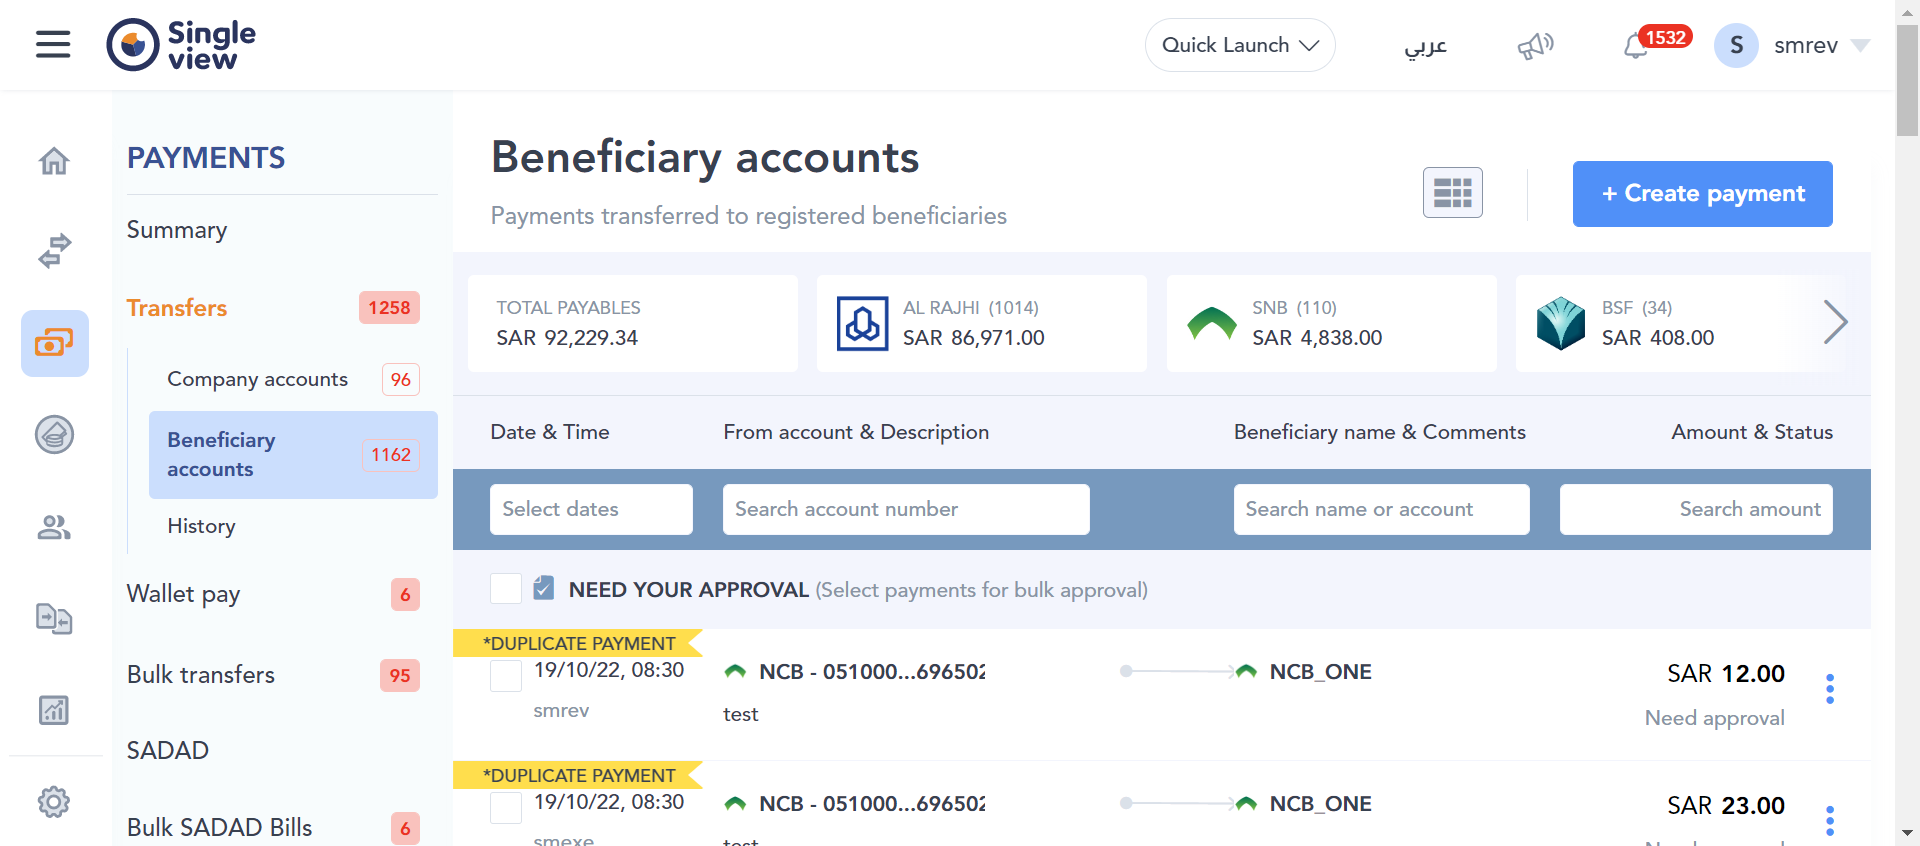 Single
view
Quick Launch
عربي
1532
S
smrev
PAYMENTS
Summary
Transfers
1258
Company accounts
96
Beneficiary
accounts
1162
History
Wallet pay
6
Bulk transfers
95
SADAD
Bulk SADAD Bills
6
Beneficiary accounts
Payments transferred to registered beneficiaries
+ Create payment
TOTAL PAYABLES
SAR 92,229.34
AL RAJHI (1014)
SAR 86,971.00
SNB (110)
SAR 4,838.00
BSF (34)
SAR 408.00
Date & Time
From account & Description
Beneficiary name & Comments
Amount & Status
Select dates
Search account number
Search name or account
Search amount
NEED YOUR APPROVAL (Select payments for bulk approval)
*DUPLICATE PAYMENT
19/10/22, 08:30
NCB - 051000...696502
NCB_ONE
SAR 12.00
smrev
test
Need approval
*DUPLICATE PAYMENT
19/10/22, 08:30
NCB - 051000...696502
NCB_ONE
SAR 23.00
smexe
test
Need approval